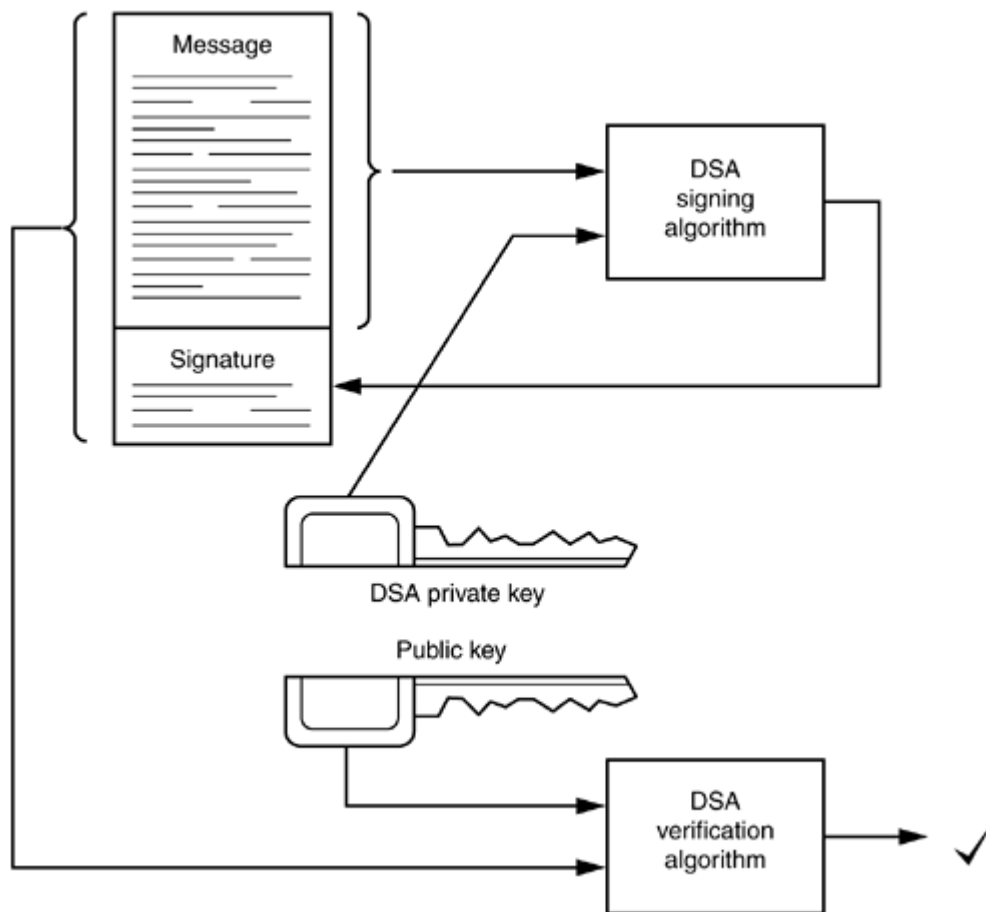 Message
DSA
signing
algorithm
Signature
DSA private key
Public key
DSA
verification
algorithm